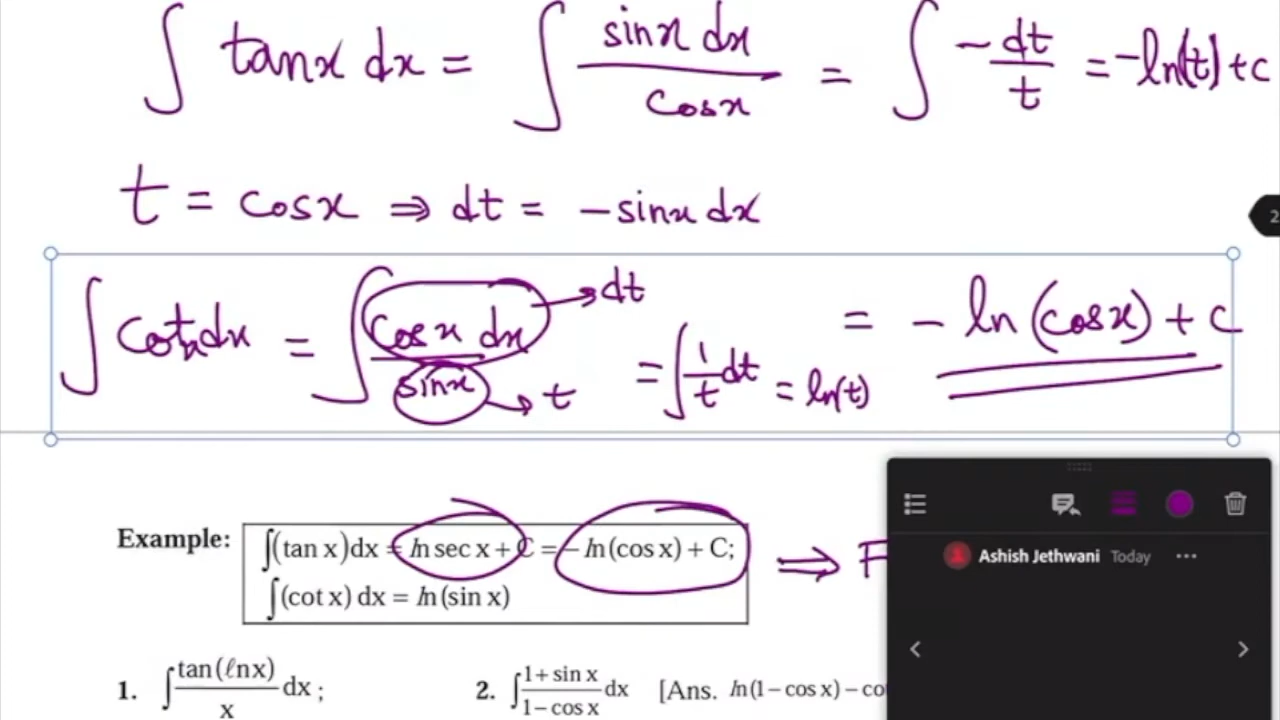 ∫ tanx dx = ∫ sinx dx / cosx = ∫ -dt/t = -ln(t) + c
t = cosx ⇒ dt = -sinx dx
2
∫ cotx dx = ∫ cosx dx / sinx = ∫ 1/t dt = ln(t) = - ln (cosx) + c
→ dt
→ t
Example: ∫(tan x)dx = ln sec x + C = − ln(cos x) + C; ⇒ F
∫(cot x) dx = ln(sin x)
Ashish Jethwani Today ···
1. ∫ tan(ℓnx)/x dx ; 2. ∫ 1+ sin x/1− cos x dx [Ans. ln(1− cos x) − co